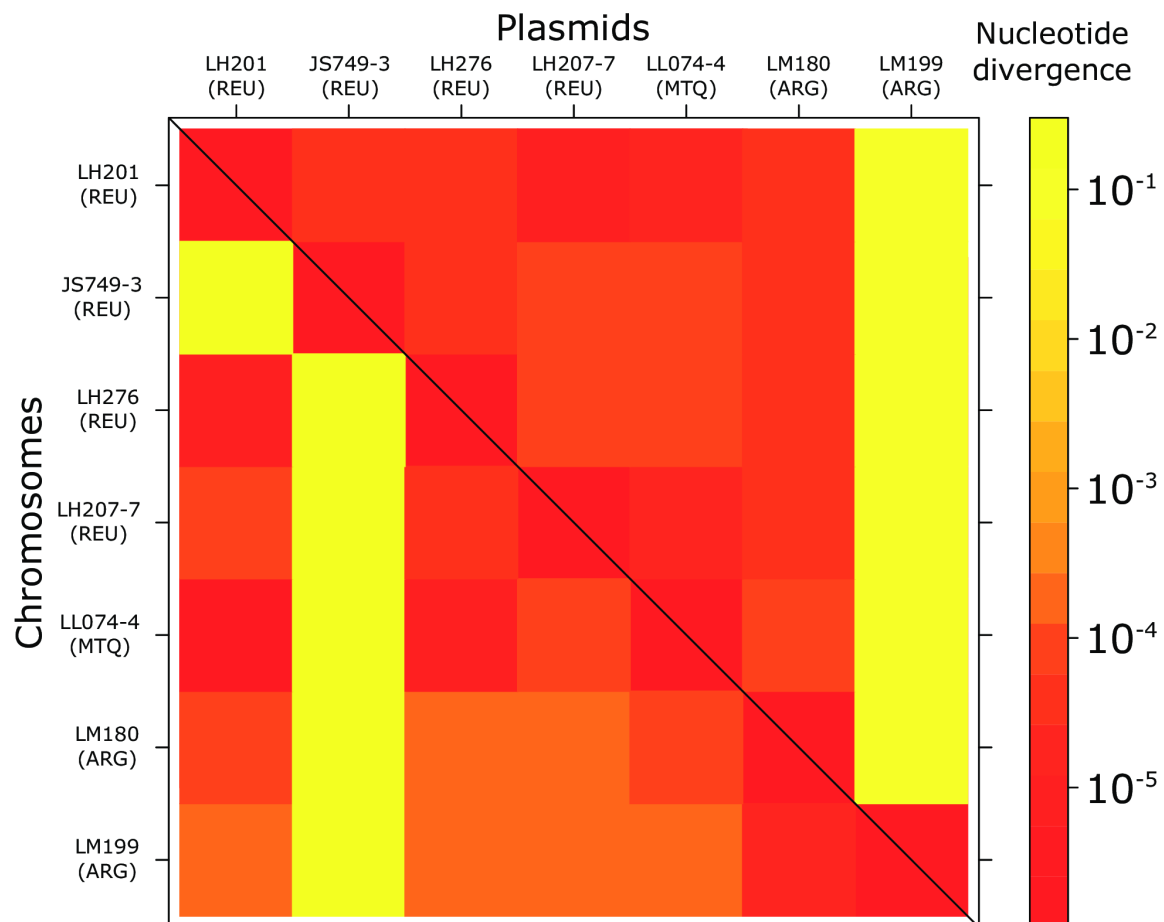 Plasmids
Nucleotide
divergence
LH201
(REU)
JS749-3
(REU)
LH276
(REU)
LH207-7
(REU)
LL074-4
(MTQ)
LM180
(ARG)
LM199
(ARG)
Chromosomes
LH201
(REU)
JS749-3
(REU)
LH276
(REU)
LH207-7
(REU)
LL074-4
(MTQ)
LM180
(ARG)
LM199
(ARG)
10-1
10-2
10-3
10-4
10-5